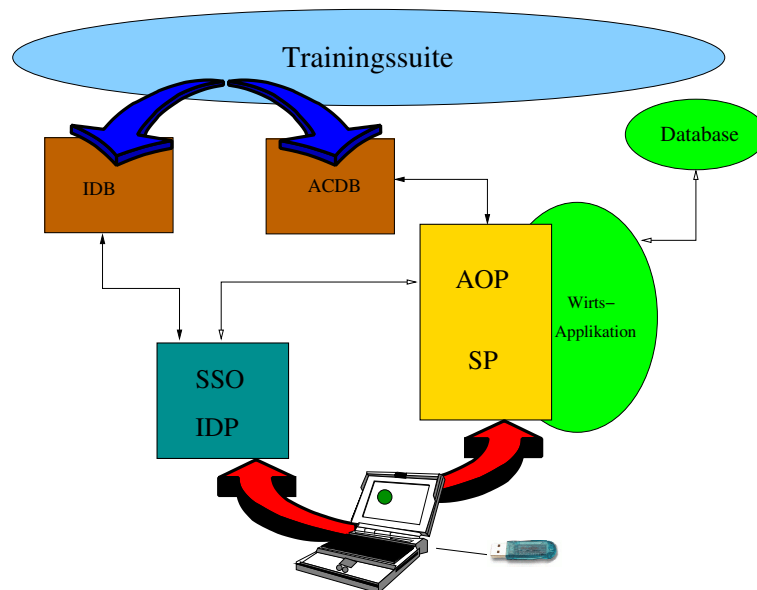 Trainingssuite
Database
IDB
ACDB
AOP
SP
Wirts–
Applikation
SSO
IDP